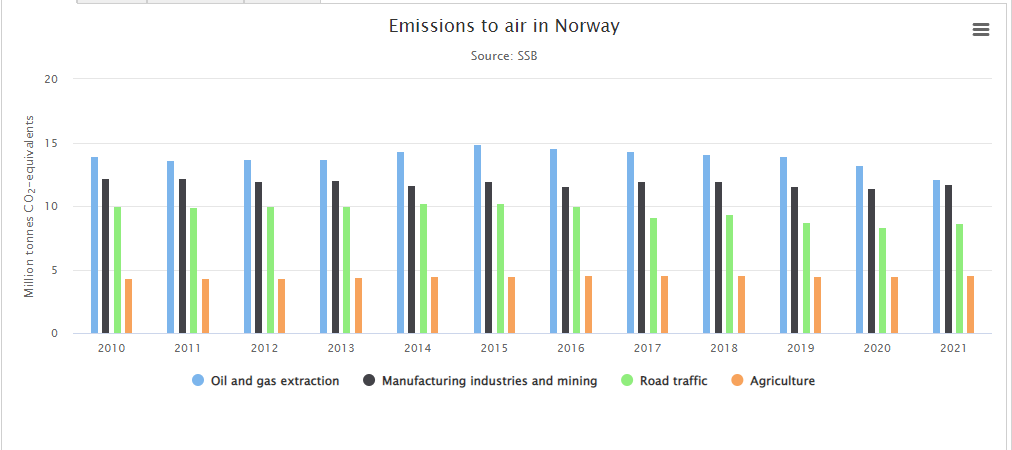 Emissions to air in Norway
Source: SSB
Million tonnes CO2-equivalents
20
15
10
5
0
2010 2011 2012 2013 2014 2015 2016 2017 2018 2019 2020 2021
Oil and gas extraction Manufacturing industries and mining Road traffic Agriculture